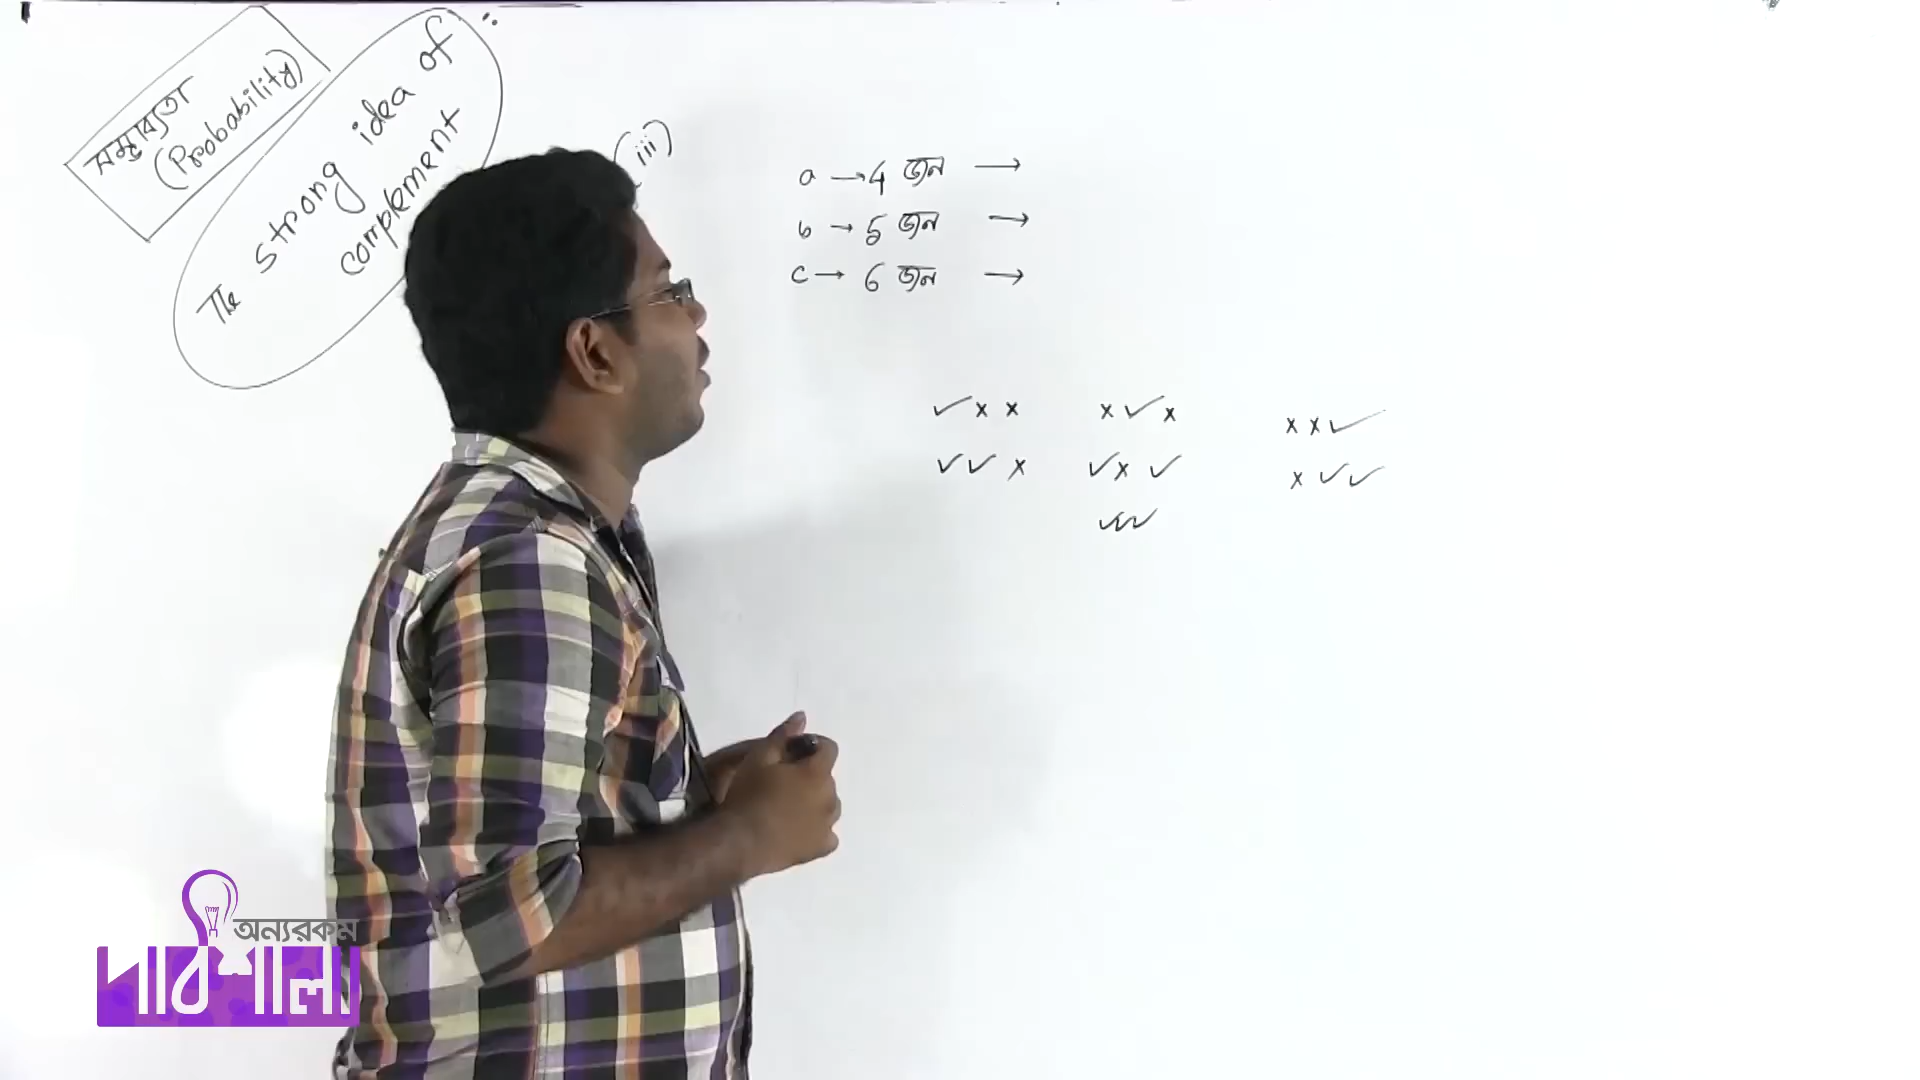 সম্ভাব্যতা
(Probability)
The strong idea of
complement
(iii)
a → 4 জন →
b → 5 জন →
c → 6 জন →
✓ x x   x ✓ x   x x ✓
✓ ✓ x   ✓ x ✓   x ✓ ✓
✓✓✓
অন্যরকম
পাঠশালা